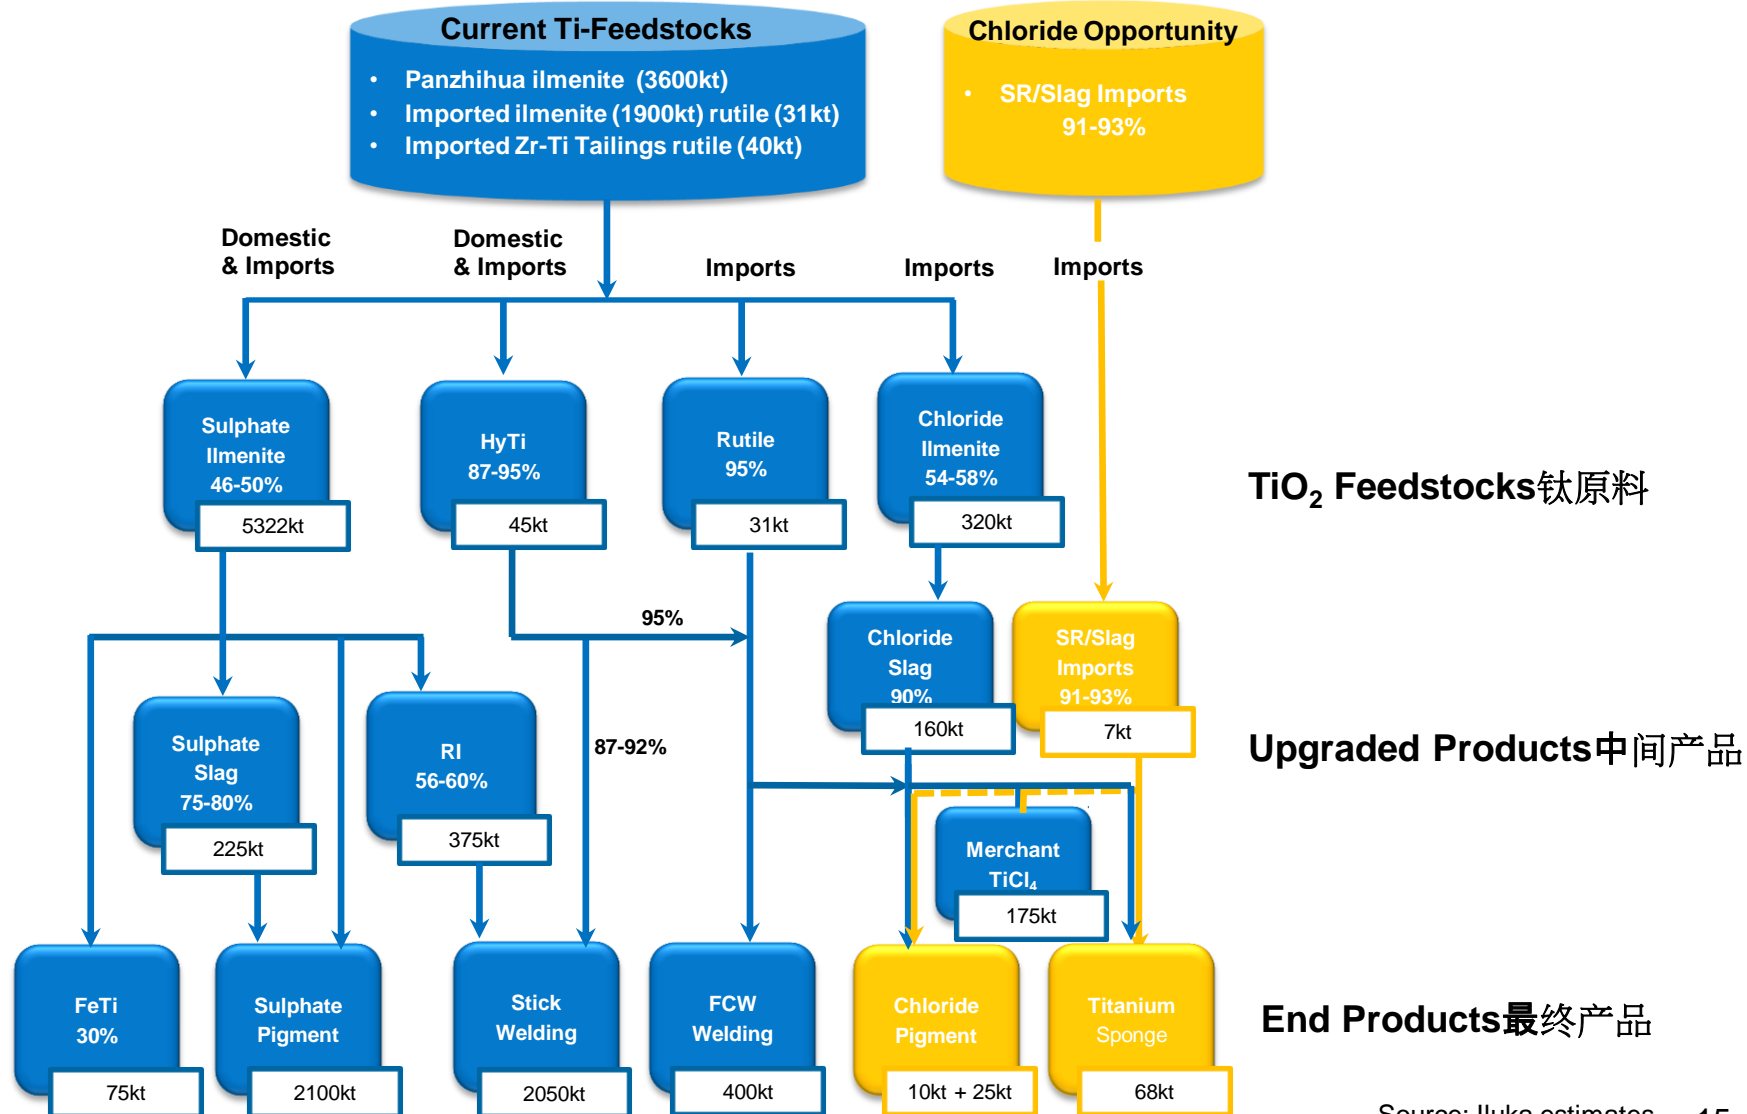 Current Ti-Feedstocks
• Panzhihua ilmenite (3600kt)
• Imported ilmenite (1900kt) rutile (31kt)
• Imported Zr-Ti Tailings rutile (40kt)
Chloride Opportunity
• SR/Slag Imports
91-93%
Domestic
& Imports
Domestic
& Imports
Imports
Imports
Imports
Sulphate
Ilmenite
46-50%
5322kt
HyTi
87-95%
45kt
Rutile
95%
31kt
Chloride
Ilmenite
54-58%
320kt
TiO2 Feedstocks钛原料
95%
87-92%
Sulphate
Slag
75-80%
225kt
RI
56-60%
375kt
Chloride
Slag
90%
160kt
SR/Slag
Imports
91-93%
7kt
Merchant
TiCl4
175kt
Upgraded Products中间产品
FeTi
30%
75kt
Sulphate
Pigment
2100kt
Stick
Welding
2050kt
FCW
Welding
400kt
Chloride
Pigment
10kt + 25kt
Titanium
Sponge
68kt
End Products最终产品
Source: Iluka estimates 15